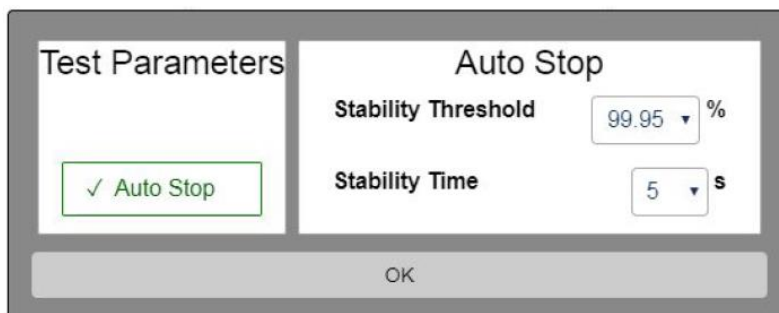 Test Parameters
✓ Auto Stop
Auto Stop
Stability Threshold 99.95 ▾ %
Stability Time 5 ▾ s
OK